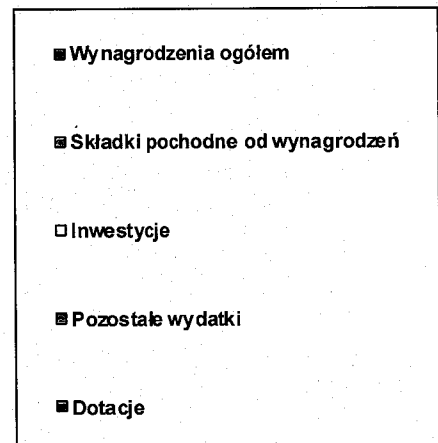 Wynagrodzenia ogółem
Składki pochodne od wynagrodzeń
Inwestycje
Pozostałe wydatki
Dotacje